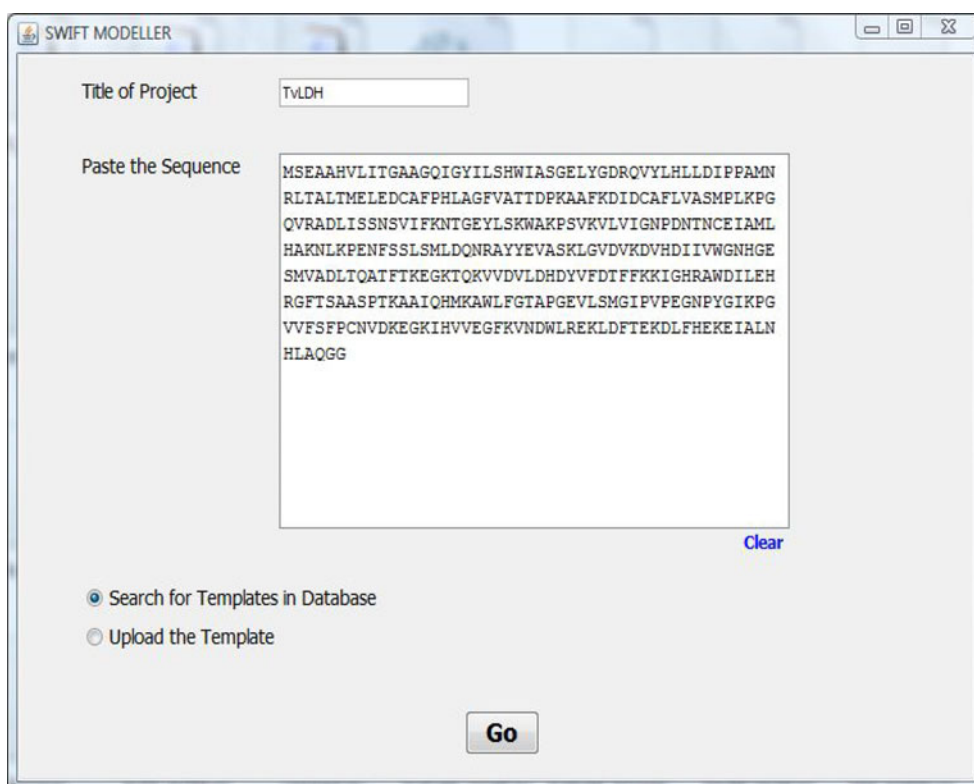 SWIFT MODELLER
Title of Project
TvLDH
Paste the Sequence
MSEAAHVLITGAAGQIGYILSHWIASGELYGDRQVYLHLLDIPPAMN
RLTALTMELEDCAFPHLAGFVATTDPKAAFKDIDCAFLVASMPLKPG
QVRADLISSNSVIFKNTGEYLSKWAKPSVKVLVIGNPDNTNCEIAML
HAKNLKPENFSSLSMLDQNRAYYEVASKLGVDVKDVHDIIVWGNHGE
SMVADLTQATFTKEGKTQKVVDVLDHDYVFDTFFKKIGHRAWDILEH
RGFTSAASPTKAAIQHMKAWLFGTAPGEVLSMGIPVPEGNPYGIKPG
VVFSFPCNVDKEGKIHVVEGFKVNDWLREKLDFTEKDLFHEKEIALN
HLAQGG
Clear
Search for Templates in Database
Upload the Template
Go